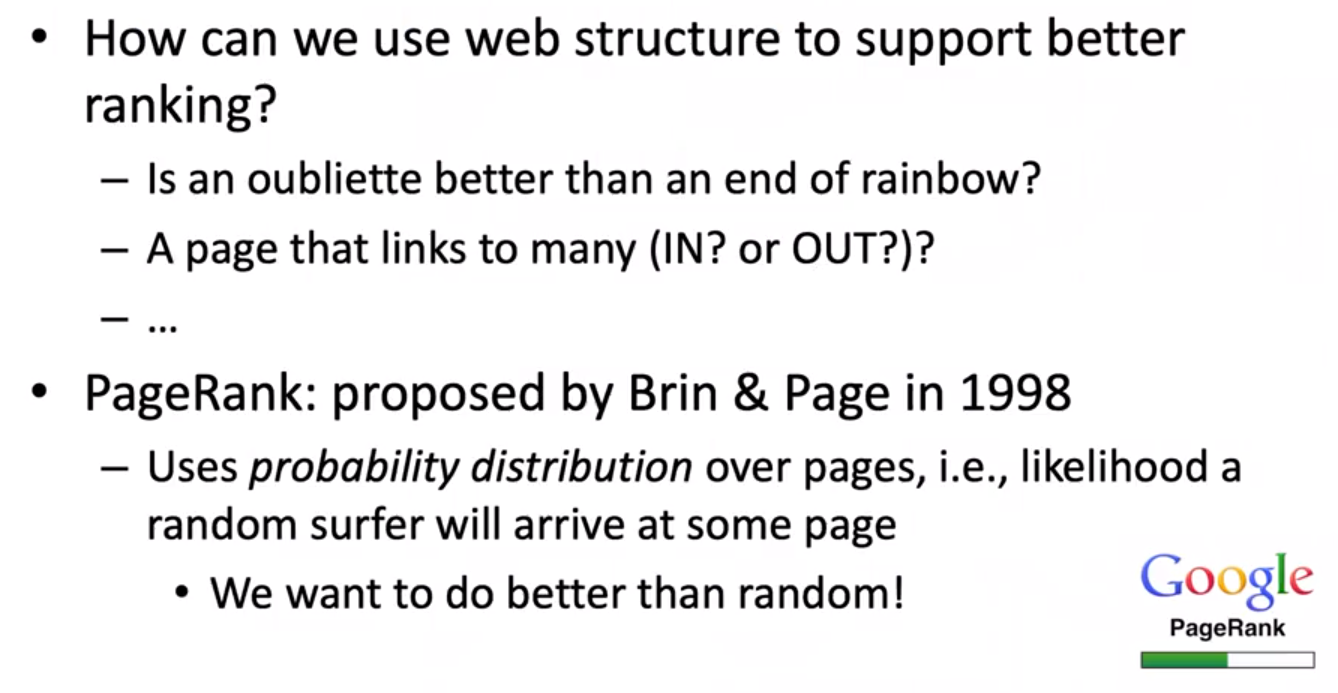 • How can we use web structure to support better
ranking?
– Is an oubliette better than an end of rainbow?
– A page that links to many (IN? or OUT?)?
– ...
• PageRank: proposed by Brin & Page in 1998
– Uses probability distribution over pages, i.e., likelihood a
random surfer will arrive at some page
• We want to do better than random!
Google
PageRank